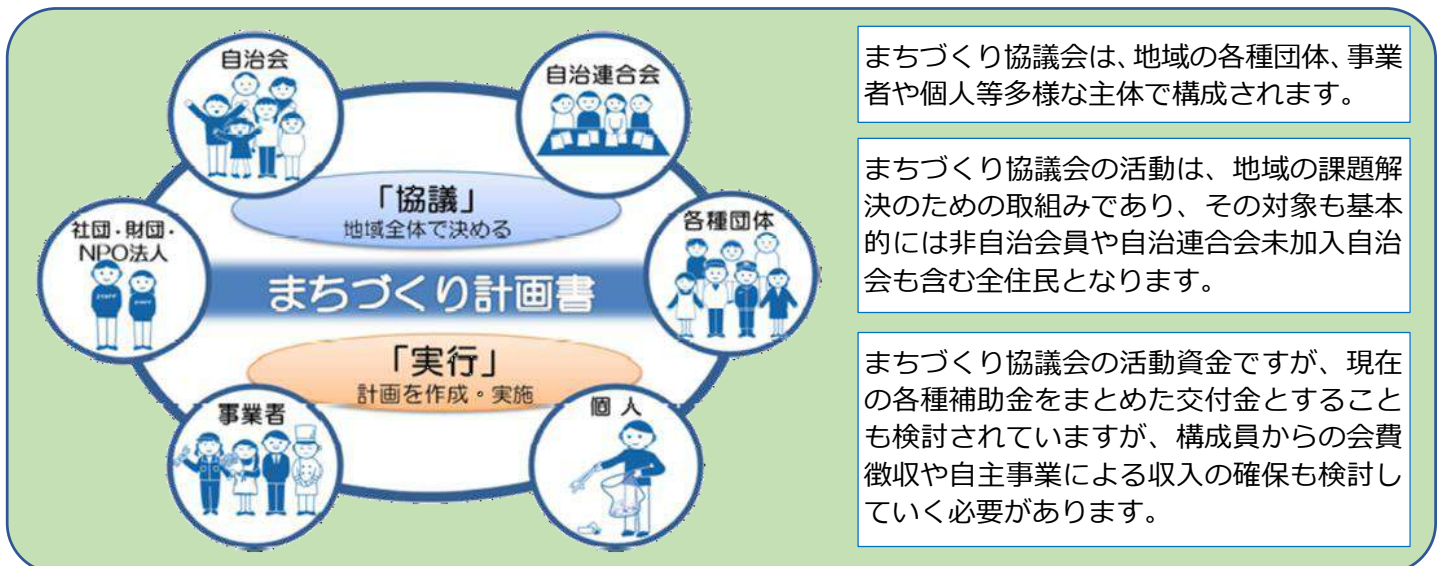 自治会
自治連合会
「協議」
地域全体で決める
社団・財団・
NPO法人
各種団体
まちづくり計画書
「実行」
計画を作成。実施
事業者
個人
まちづくり協議会は、地域の各種団体、事業
者や個人等多様な主体で構成されます。
まちづくり協議会の活動は、地域の課題解
決のための取組みであり、その対象も基本
的には非自治会員や自治連合会未加入自治
会も含む全住民となります。
まちづくり協議会の活動資金ですが、現在
の各種補助金をまとめた交付金とすること
も検討されていますが、構成員からの会費
徴収や自主事業による収入の確保も検討し
ていく必要があります。